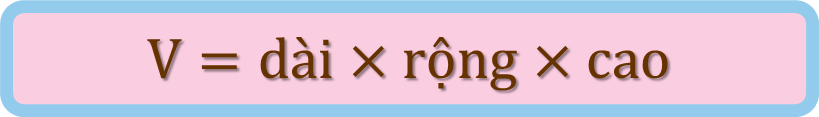 V = dài × rộng × cao